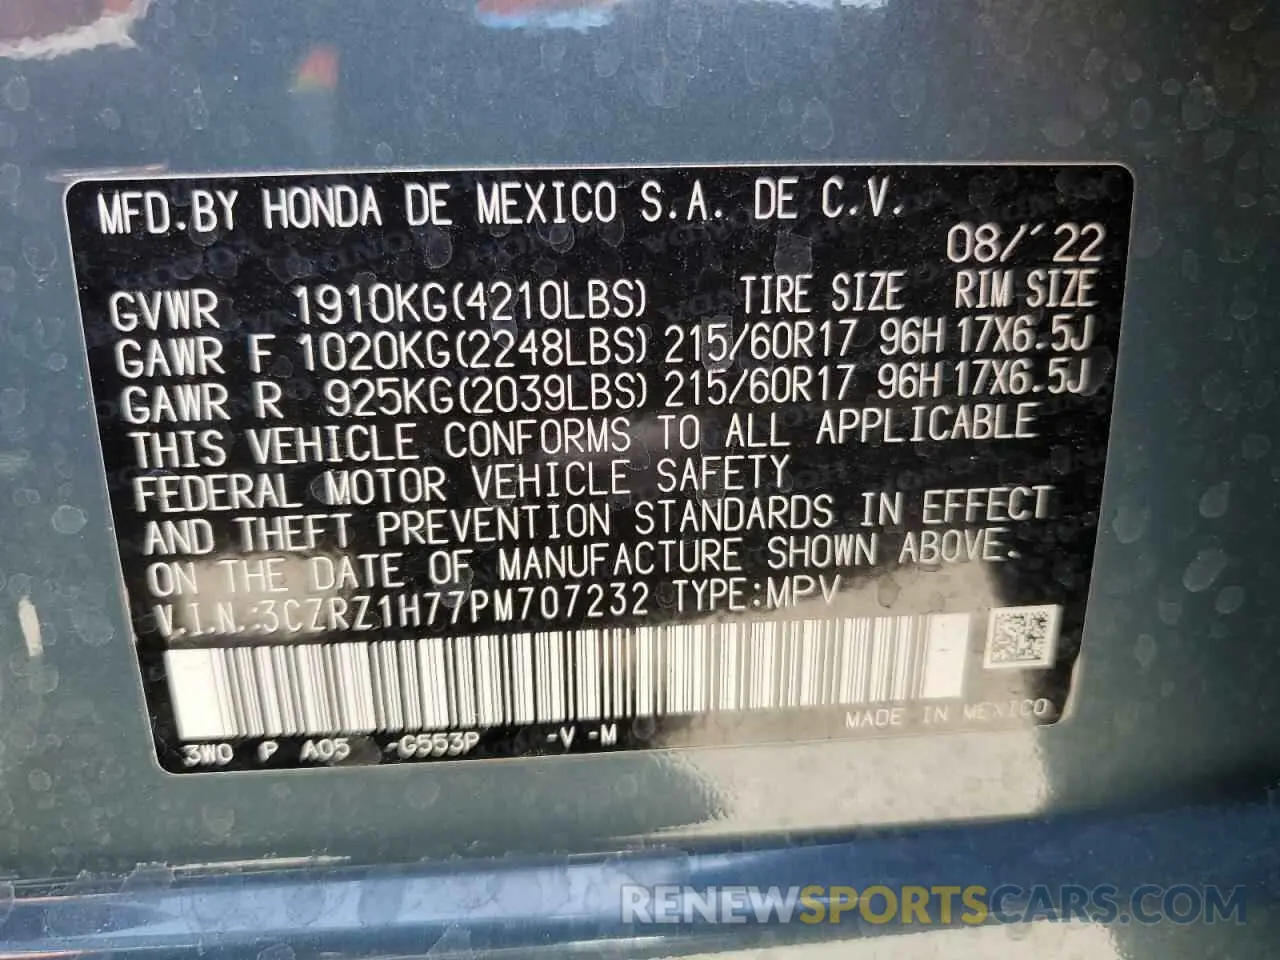 MFD.BY HONDA DE MEXICO S.A. DE C.V.
08/´22
GVWR 1910KG(4210LBS) TIRE SIZE RIM SIZE
GAWR F 1020KG(2248LBS) 215/60R17 96H 17X6.5J
GAWR R 925KG(2039LBS) 215/60R17 96H 17X6.5J
THIS VEHICLE CONFORMS TO ALL APPLICABLE
FEDERAL MOTOR VEHICLE SAFETY
AND THEFT PREVENTION STANDARDS IN EFFECT
ON THE DATE OF MANUFACTURE SHOWN ABOVE.
V.I.N.:3CZRZ1H77PM707232 TYPE:MPV
MADE IN MEXICO
3W0 P A05 -G553P -V -M
RENEWSPORTSCARS.COM